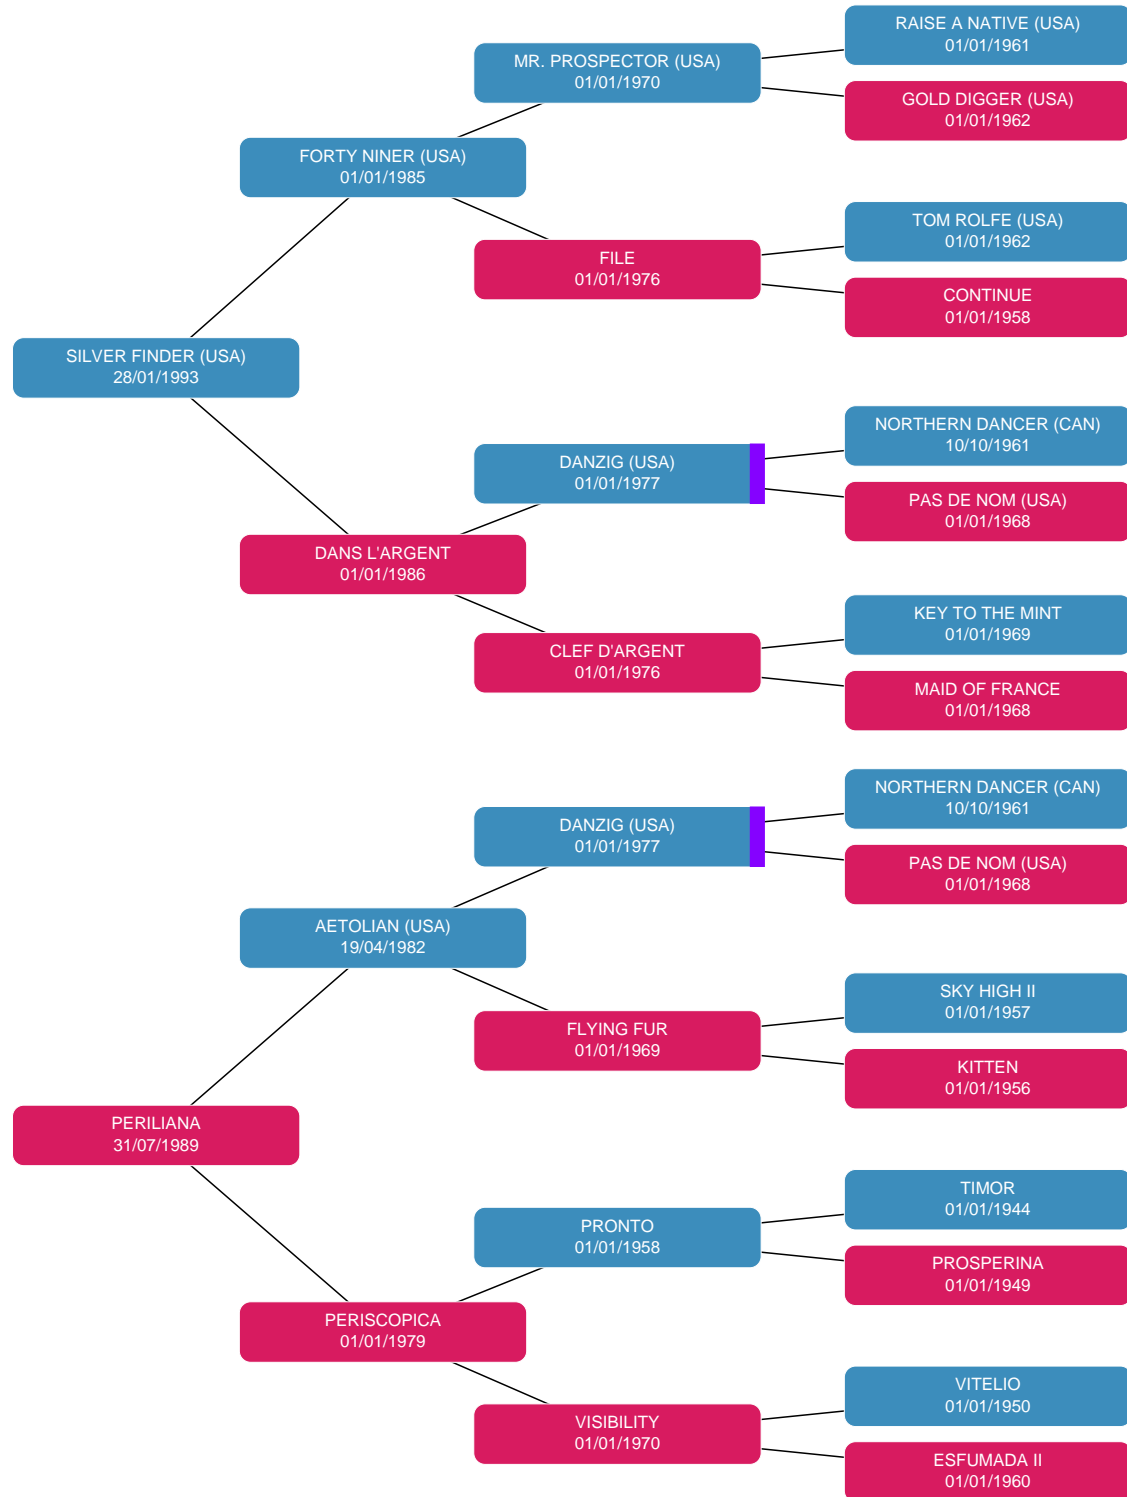 RAISE A NATIVE (USA)
01/01/1961
MR. PROSPECTOR (USA)
01/01/1970
GOLD DIGGER (USA)
01/01/1962
FORTY NINER (USA)
01/01/1985
TOM ROLFE (USA)
01/01/1962
FILE
01/01/1976
CONTINUE
01/01/1958
SILVER FINDER (USA)
28/01/1993
NORTHERN DANCER (CAN)
10/10/1961
DANZIG (USA)
01/01/1977
PAS DE NOM (USA)
01/01/1968
DANS L'ARGENT
01/01/1986
KEY TO THE MINT
01/01/1969
CLEF D'ARGENT
01/01/1976
MAID OF FRANCE
01/01/1968
NORTHERN DANCER (CAN)
10/10/1961
DANZIG (USA)
01/01/1977
PAS DE NOM (USA)
01/01/1968
AETOLIAN (USA)
19/04/1982
SKY HIGH II
01/01/1957
FLYING FUR
01/01/1969
KITTEN
01/01/1956
PERILIANA
31/07/1989
TIMOR
01/01/1944
PRONTO
01/01/1958
PROSPERINA
01/01/1949
PERISCOPICA
01/01/1979
VITELIO
01/01/1950
VISIBILITY
01/01/1970
ESFUMADA II
01/01/1960